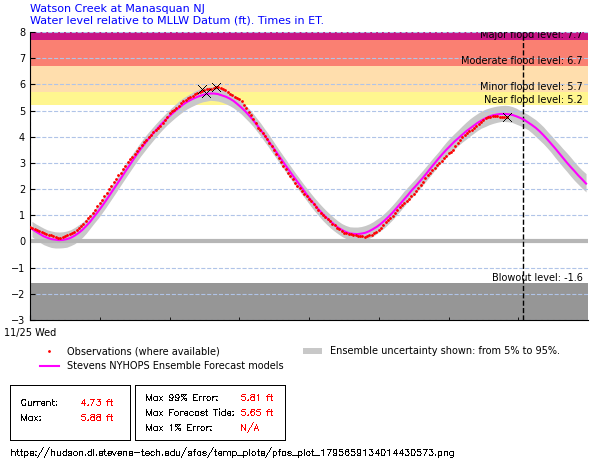 Watson Creek at Manasquan NJ
Water level relative to MLLW Datum (ft). Times in ET.
8
Major flood level: 7.7
7
Moderate flood level: 6.7
6
Minor flood level: 5.7
Near flood level: 5.2
5
4
3
2
1
0
−1
Blowout level: -1.6
−2
−3
11/25 Wed
Observations (where available)
Ensemble uncertainty shown: from 5% to 95%.
Stevens NYHOPS Ensemble Forecast models
Current: 4.73 ft
Max: 5.88 ft
Max 99% Error: 5.81 ft
Max Forecast Tide: 5.65 ft
Max 1% Error: N/A
https://hudson.dl.stevens-tech.edu/sfas/temp_plots/pfas_plot_1795659134014430573.png